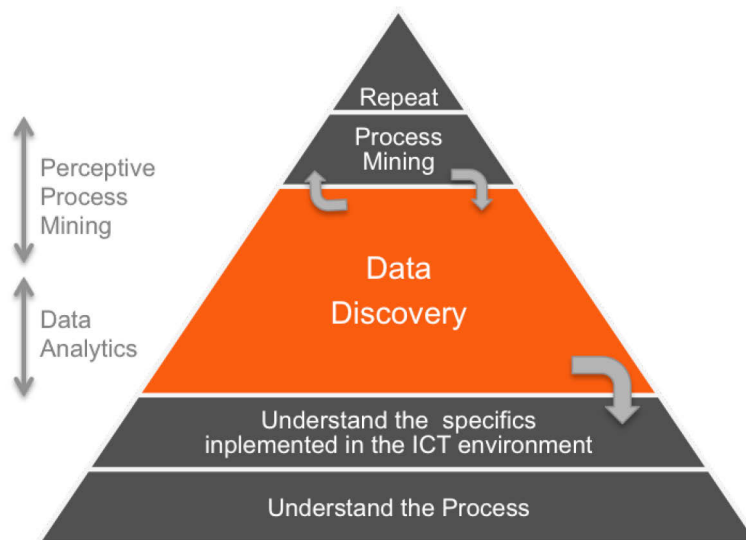 Repeat
Process
Mining
Perceptive
Process
Mining
Data
Discovery
Data
Analytics
Understand the specifics
inplemented in the ICT environment
Understand the Process